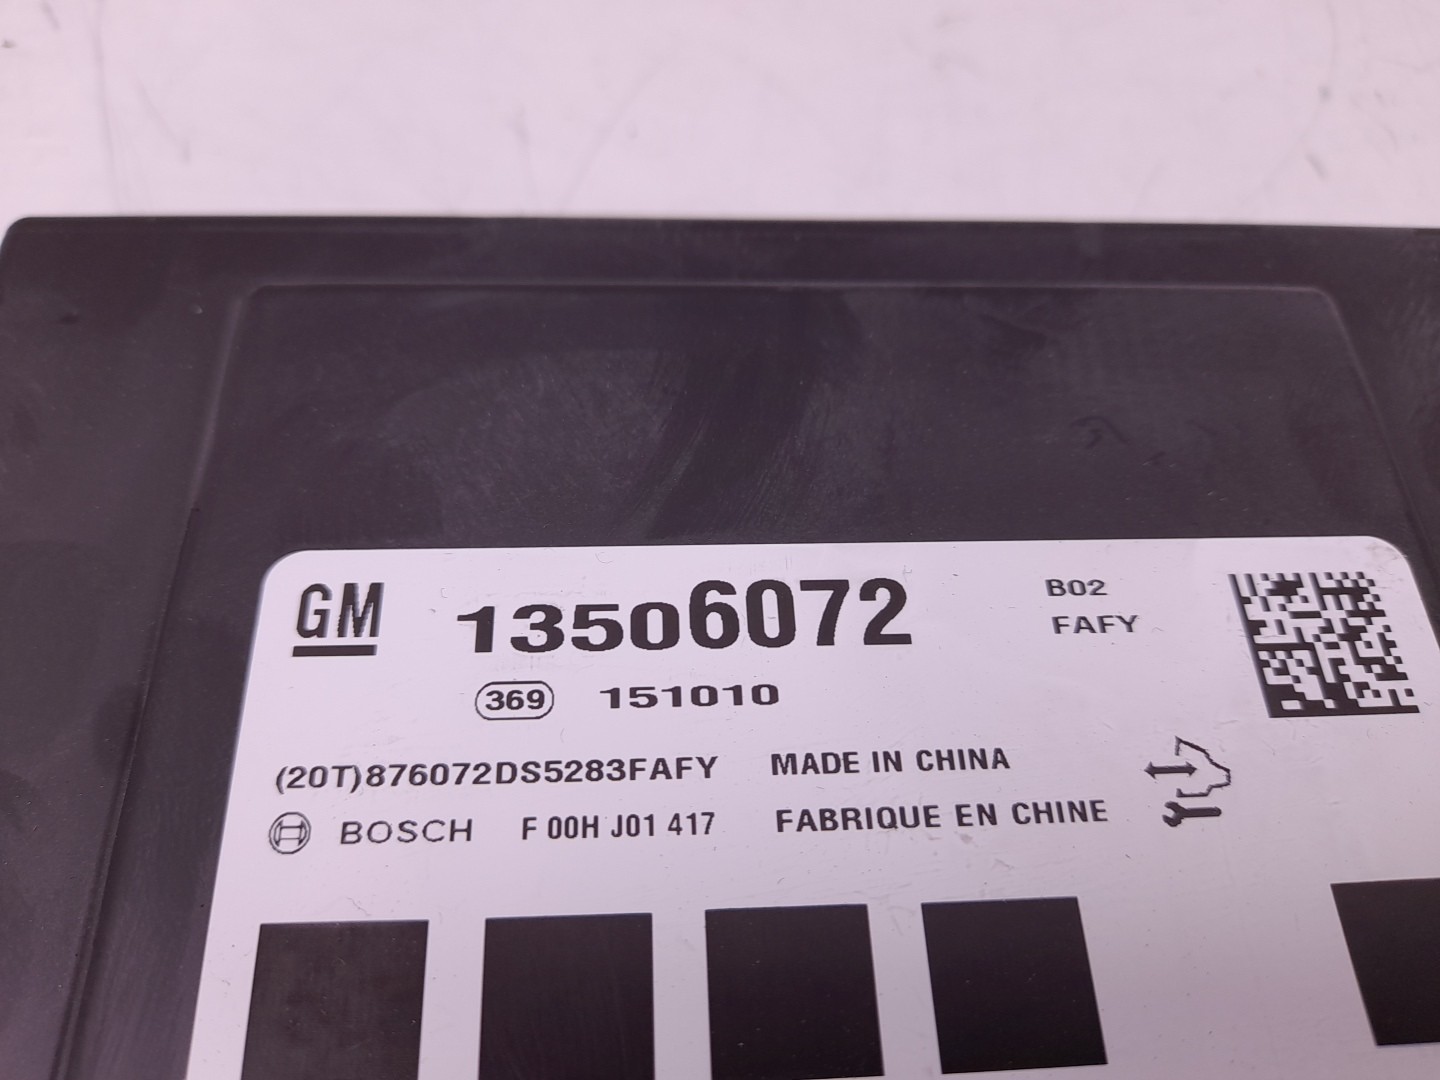 GM 13506072 B02
FAFY
369 151010
(20T)876072DS5283FAFY MADE IN CHINA
BOSCH F 00H J01 417 FABRIQUE EN CHINE